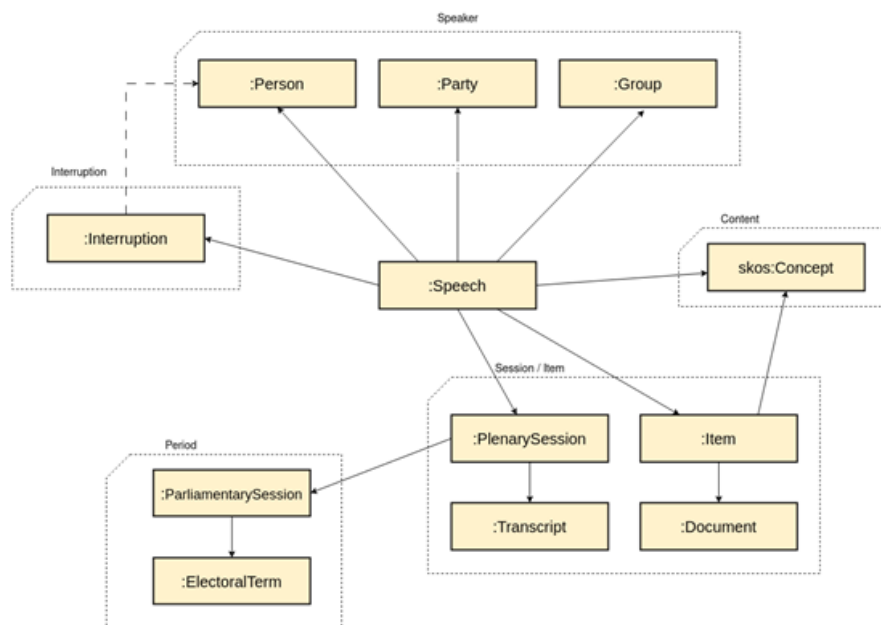 Speaker
:Person
:Party
:Group
Interruption
:Interruption
Content
skos:Concept
:Speech
Session / Item
:PlenarySession
:Item
Period
:ParliamentarySession
:Transcript
:Document
:ElectoralTerm